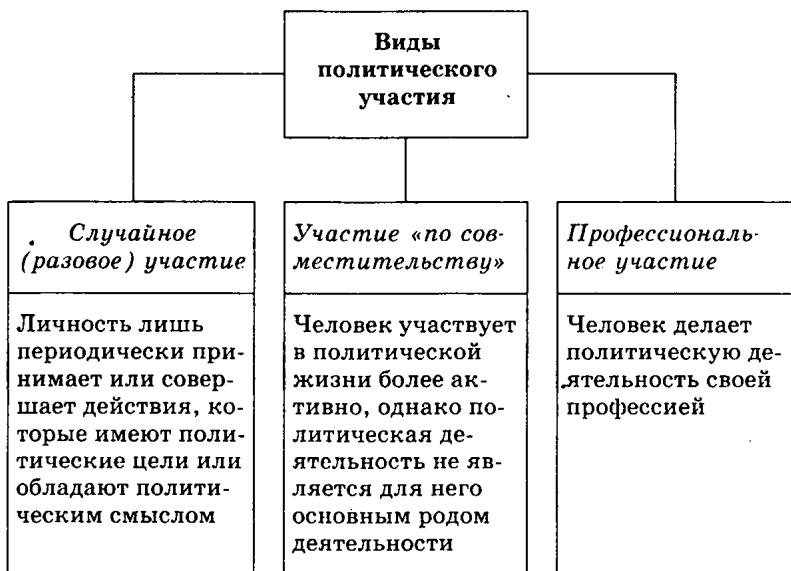 Виды
политического
участия
Случайное
(разовое) участие
Личность лишь
периодически при-
нимает или совер-
шает действия, ко-
торые имеют поли-
тические цели или
обладают полити-
ческим смыслом
Участие «по сов-
местительству»
Человек участвует
в политической
жизни более ак-
тивно, однако по-
литическая де-
ятельность не яв-
ляется для него
основным родом
деятельности
Профессиональ-
ное участие
Человек делает
политическую де-
ятельность своей
профессией